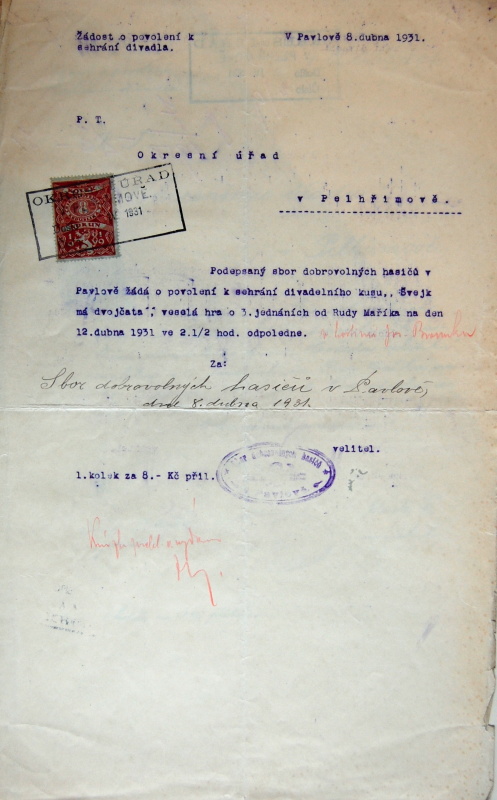 Žádost o povolení k
sehrání divadla.
V Pavlově 8.dubna 1931.
P. T.
Okresní úřad
v Pelhřimově.
OKRESNÍ ÚŘAD
1931
Podepsaný sbor dobrovolných hasičů v
Pavlově žádá o povolení k sehrání divadelního kusu,, Švejk
má dvojčata", veselá hra o 3.jednáních od Rudy Maříka na den
12.dubna 1931 ve 2.1/2 hod. odpoledne.
Za:
Sbor dobrovolných hasičů v Pavlově,
dne 8. dubna 1931.
velitel.
1.kolek za 8.- Kč přil.